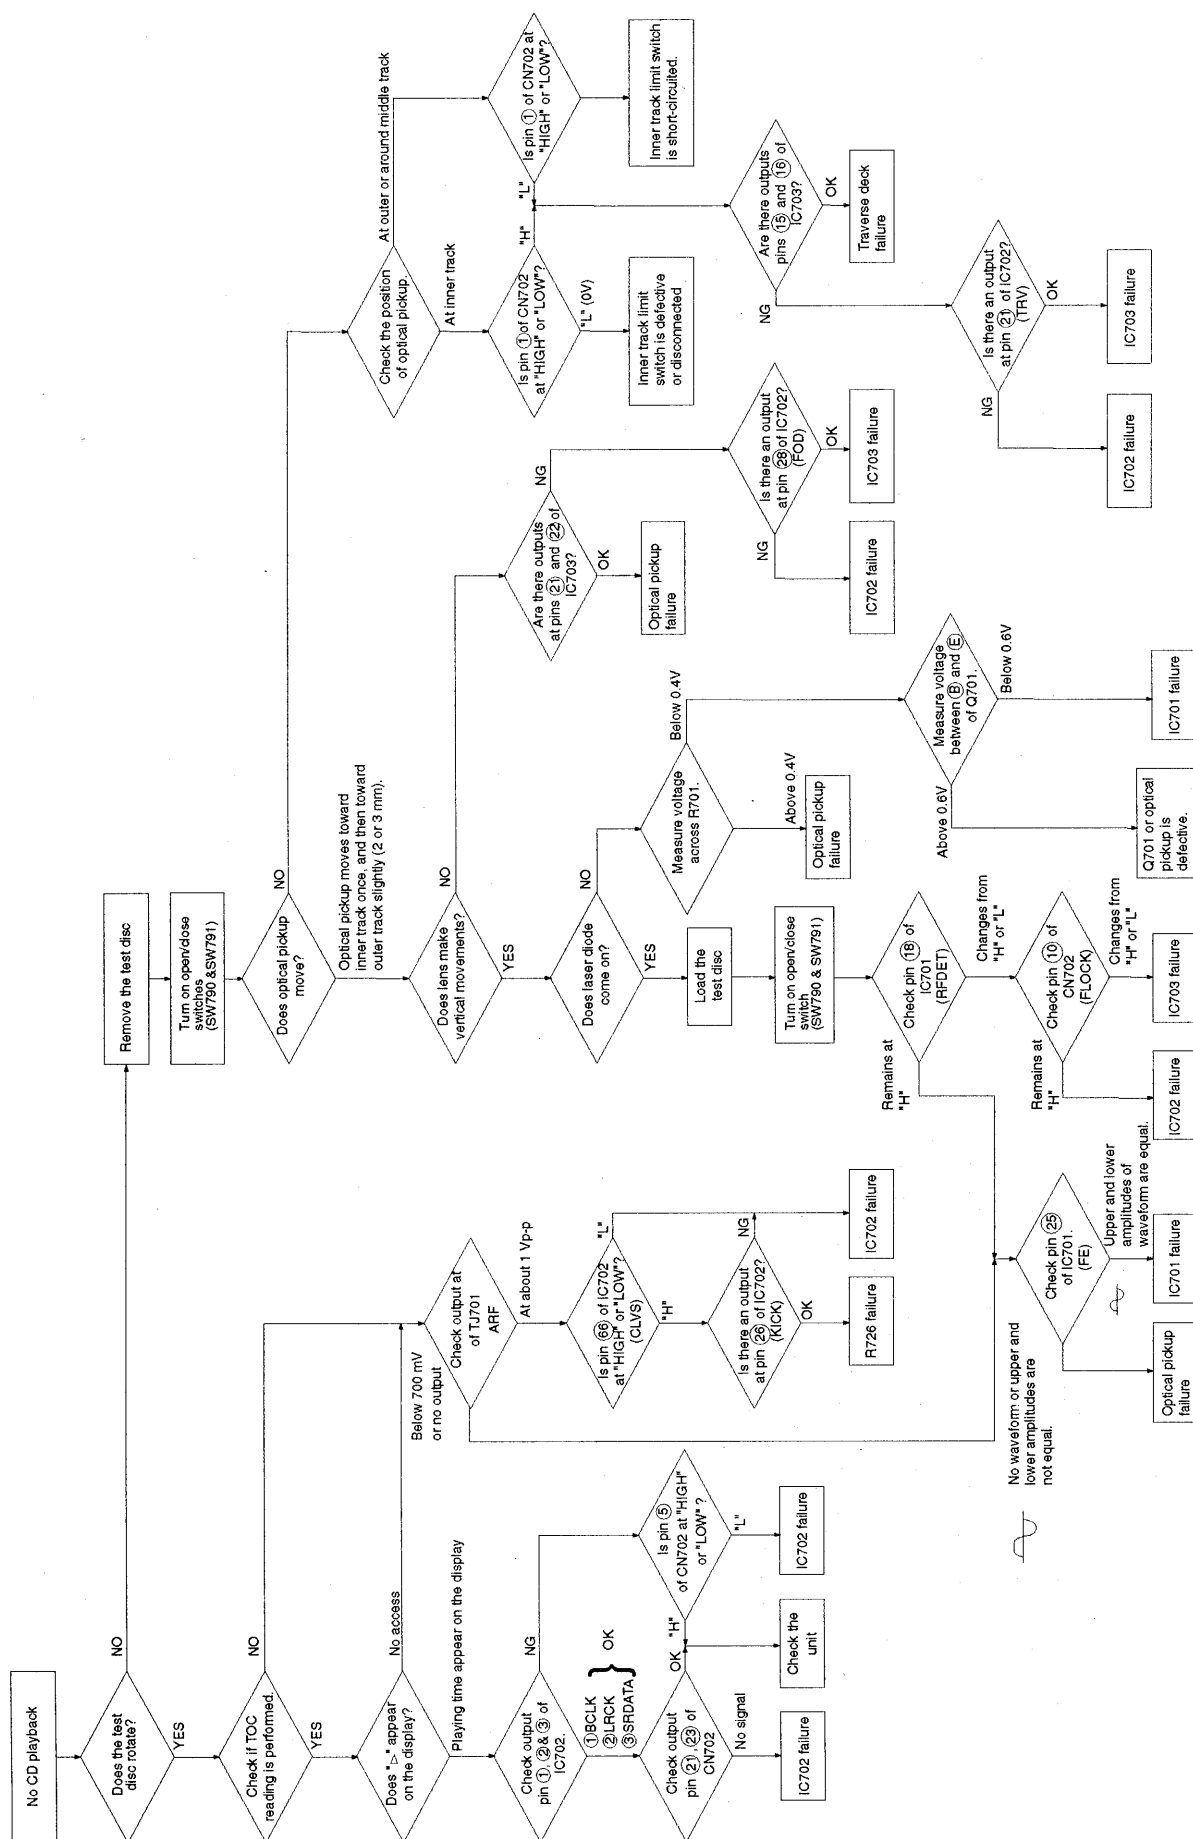 No CD playback
Does the test
disc rotate?
NO
YES
Check if TOC
reading is performed.
NO
YES
Does "▷" appear
on the display?
No access
Playing time appear on the display
Check output
pin ①, ②& ③ of
IC702.
NG
①BCLK
②LRCK
③SRDATA
} OK
Check output
pin ㉑, ㉓ of
CN702
OK
No signal
IC702 failure
Is pin ⑤
of CN702 at "HIGH"
or "LOW" ?
"H"
"L"
Check the
unit
IC702 failure
Check output at
of TJ701
ARF
Below 700 mV
or no output
At about 1 Vp-p
Is pin (66) of IC702
at "HIGH" or "LOW"?
(CLVS)
"L"
"H"
Is there an output
at pin ㉖ of IC702?
(KICK)
NG
OK
R726 failure
IC702 failure
Remove the test disc
Turn on open/close
switches
(SW790 &SW791)
Does optical pickup
move?
NO
Optical pickup moves toward
inner track once, and then toward
outer track slightly (2 or 3 mm).
Does lens make
vertical movements?
NO
YES
Does laser diode
come on?
NO
YES
Load the
test disc
Turn on open/close
switch
(SW790 & SW791)
Check pin ⑱ of
IC701
(RFDET)
Remains at
"H"
Changes from
"H" or "L"
Check pin ⑩ of
CN702
(FLOCK)
Remains at
"H"
Changes from
"H" or "L"
IC702 failure
IC703 failure
Check pin ㉕
of IC701.
(FE)
No waveform or upper and
lower amplitudes are
not equal.
Upper and lower
amplitudes of
waveform are equal.
Optical pickup
failure
IC701 failure
Measure voltage
across R701.
Below 0.4V
Above 0.4V
Optical pickup
failure
Measure voltage
between Ⓑ and Ⓔ
of Q701.
Above 0.6V
Below 0.6V
Q701 or optical
pickup is
defective.
IC701 failure
Are there outputs
at pins ㉑ and ㉒ of
IC703?
NG
OK
Optical pickup
failure
Is there an output
at pin ㉘ of IC702?
(FOD)
NG
OK
IC702 failure
IC703 failure
Check the position
of optical pickup.
At outer or around middle track
At inner track
Is pin ① of CN702
at "HIGH" or "LOW"?
"H"
"L" (0V)
Inner track limit
switch is defective
or disconnected
Is pin ① of CN702 at
"HIGH" or "LOW"?
"L"
Inner track limit switch
is short-circuited.
Are there outputs
pins ⑮ and ⑯ of
IC703?
NG
OK
Traverse deck
failure
Is there an output
at pin ㉑ of IC702?
(TRV)
NG
OK
IC702 failure
IC703 failure